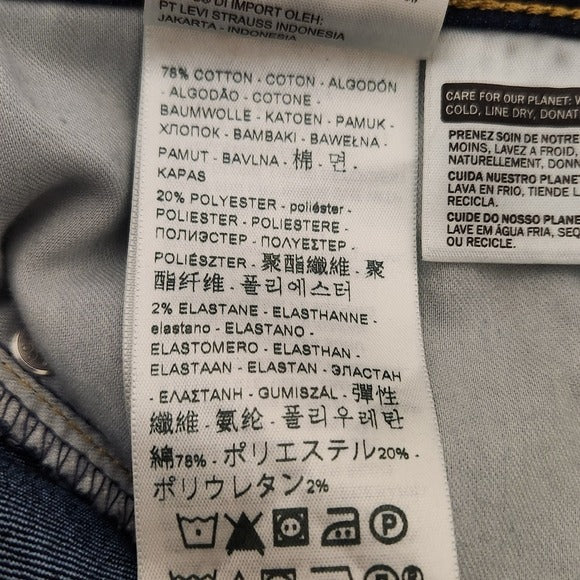 DI IMPORT OLEH:
PT LEVI STRAUSS INDONESIA
JAKARTA - INDONESIA
78% COTTON - COTON - ALGODÓN
- ALGODÃO - COTONE -
BAUMWOLLE - KATOEN - PAMUK -
ХЛОПОК - BAMBAKI - BAWEŁNA -
PAMUT - BAVLNA - 棉 - 면 -
KAPAS
20% POLYESTER - poliéster -
POLIESTER - POLIESTERE -
ПОЛИЭСТЕР - ΠΟΛΥΕΣΤΕΡ -
POLIÉSZTER - 聚酯纖維 - 聚
酯纤维 - 폴리에스터
2% ELASTANE - ELASTHANNE -
elastano - ELASTANO -
ELASTOMERO - ELASTHAN -
ELASTAAN - ELASTAN - ЭЛАСТАН
- ΕΛΑΣΤΑΝΗ - GUMISZÁL - 彈性
纖維 - 氨纶 - 폴리우레탄
綿78% - ポリエステル20% -
ポリウレタン2%
P
CARE FOR OUR PLANET:
COLD, LINE DRY, DONAT
PRENEZ SOIN DE NOTRE
MOINS, LAVEZ A FROID,
NATURELLEMENT, DONN
CUIDA NUESTRO PLANE
LAVA EN FRIO, TIENDE L
RECICLA.
CUIDE DO NOSSO PLANE
LAVE EM ÁGUA FRIA, SEQ
OU RECICLE.